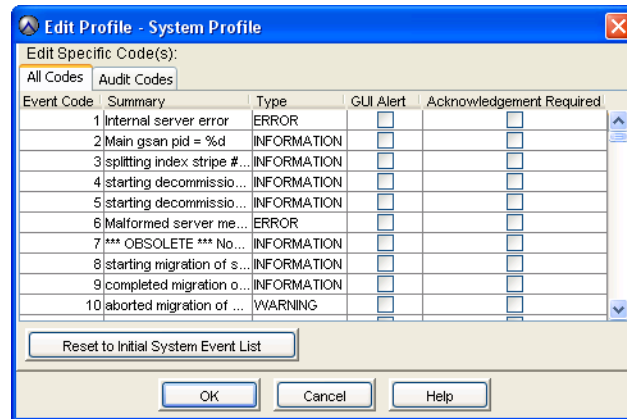 Edit Profile - System Profile
Edit Specific Code(s):
All Codes Audit Codes
Event Code Summary Type GUI Alert Acknowledgement Required
1 Internal server error ERROR
2 Main gsan pid = %d INFORMATION
3 splitting index stripe #... INFORMATION
4 starting decommissio... INFORMATION
5 starting decommissio... INFORMATION
6 Malformed server me... ERROR
7 *** OBSOLETE *** No... INFORMATION
8 starting migration of s... INFORMATION
9 completed migration o... INFORMATION
10 aborted migration of ... WARNING
Reset to Initial System Event List
OK Cancel Help